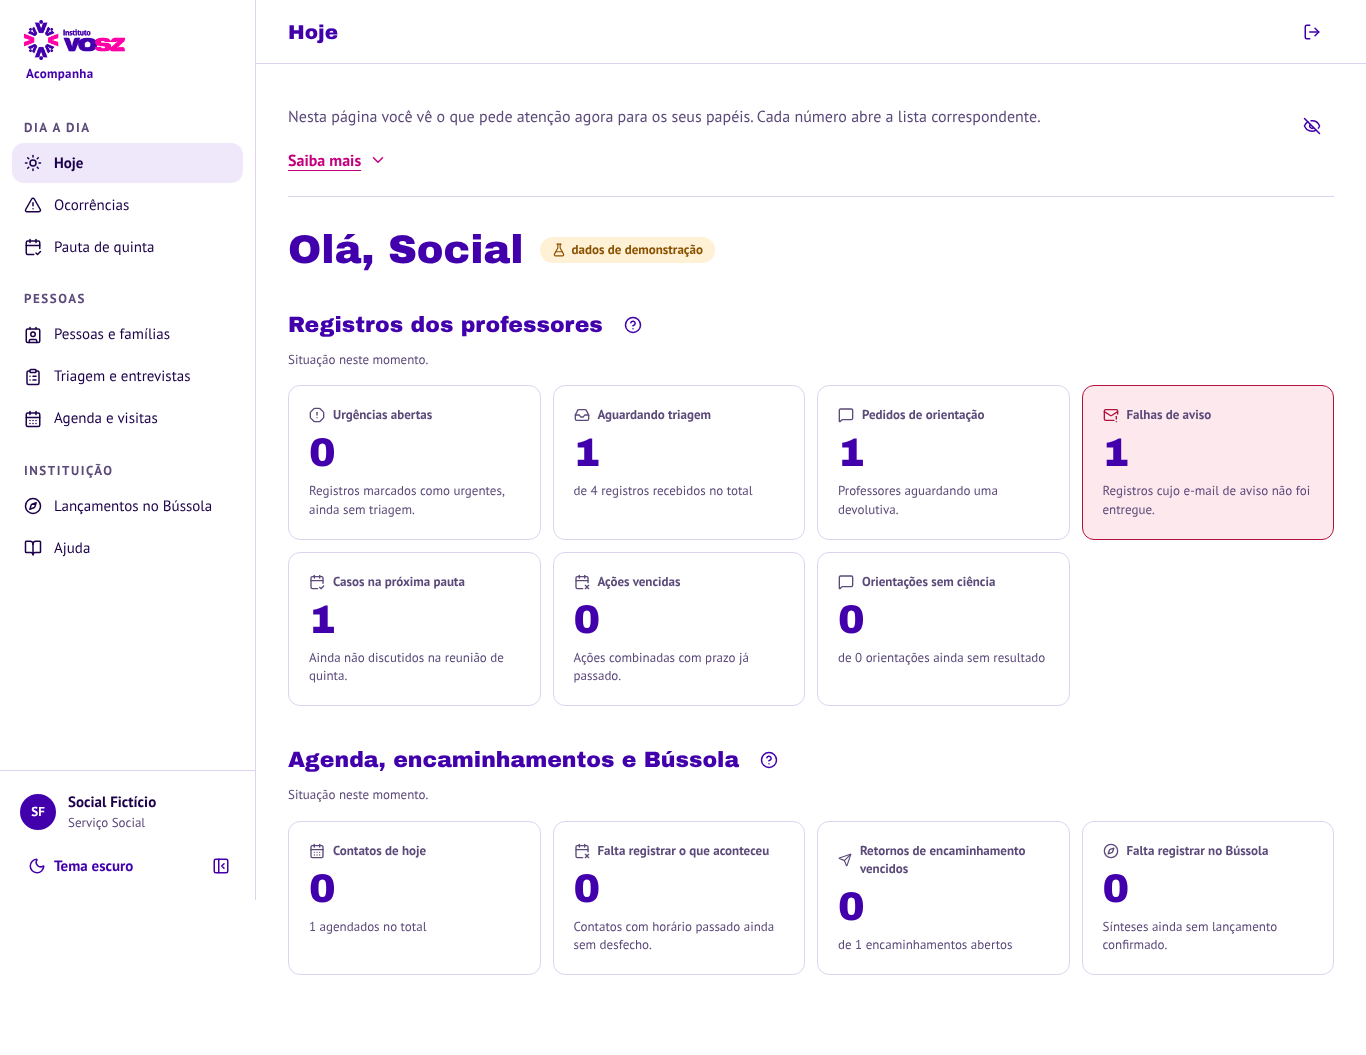 Instituto
VOSZ
Acompanha
DIA A DIA
Hoje
Ocorrências
Pauta de quinta
PESSOAS
Pessoas e famílias
Triagem e entrevistas
Agenda e visitas
INSTITUIÇÃO
Lançamentos no Bússola
Ajuda
SF
Social Fictício
Serviço Social
Tema escuro
Hoje
Nesta página você vê o que pede atenção agora para os seus papéis. Cada número abre a lista correspondente.
Saiba mais
Olá, Social
dados de demonstração
Registros dos professores
Situação neste momento.
Urgências abertas
0
Registros marcados como urgentes,
ainda sem triagem.
Aguardando triagem
1
de 4 registros recebidos no total
Pedidos de orientação
1
Professores aguardando uma
devolutiva.
Falhas de aviso
1
Registros cujo e-mail de aviso não foi
entregue.
Casos na próxima pauta
1
Ainda não discutidos na reunião de
quinta.
Ações vencidas
0
Ações combinadas com prazo já
passado.
Orientações sem ciência
0
de 0 orientações ainda sem resultado
Agenda, encaminhamentos e Bússola
Situação neste momento.
Contatos de hoje
0
1 agendados no total
Falta registrar o que aconteceu
0
Contatos com horário passado ainda
sem desfecho.
Retornos de encaminhamento
vencidos
0
de 1 encaminhamentos abertos
Falta registrar no Bússola
0
Sínteses ainda sem lançamento
confirmado.